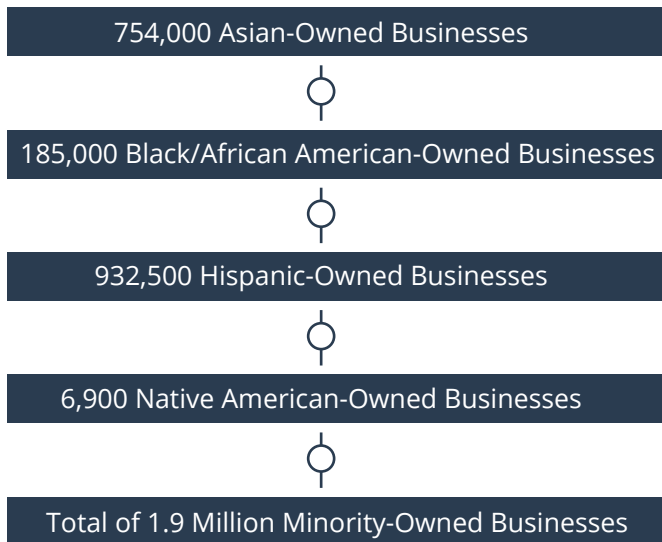 754,000 Asian-Owned Businesses
185,000 Black/African American-Owned Businesses
932,500 Hispanic-Owned Businesses
6,900 Native American-Owned Businesses
Total of 1.9 Million Minority-Owned Businesses